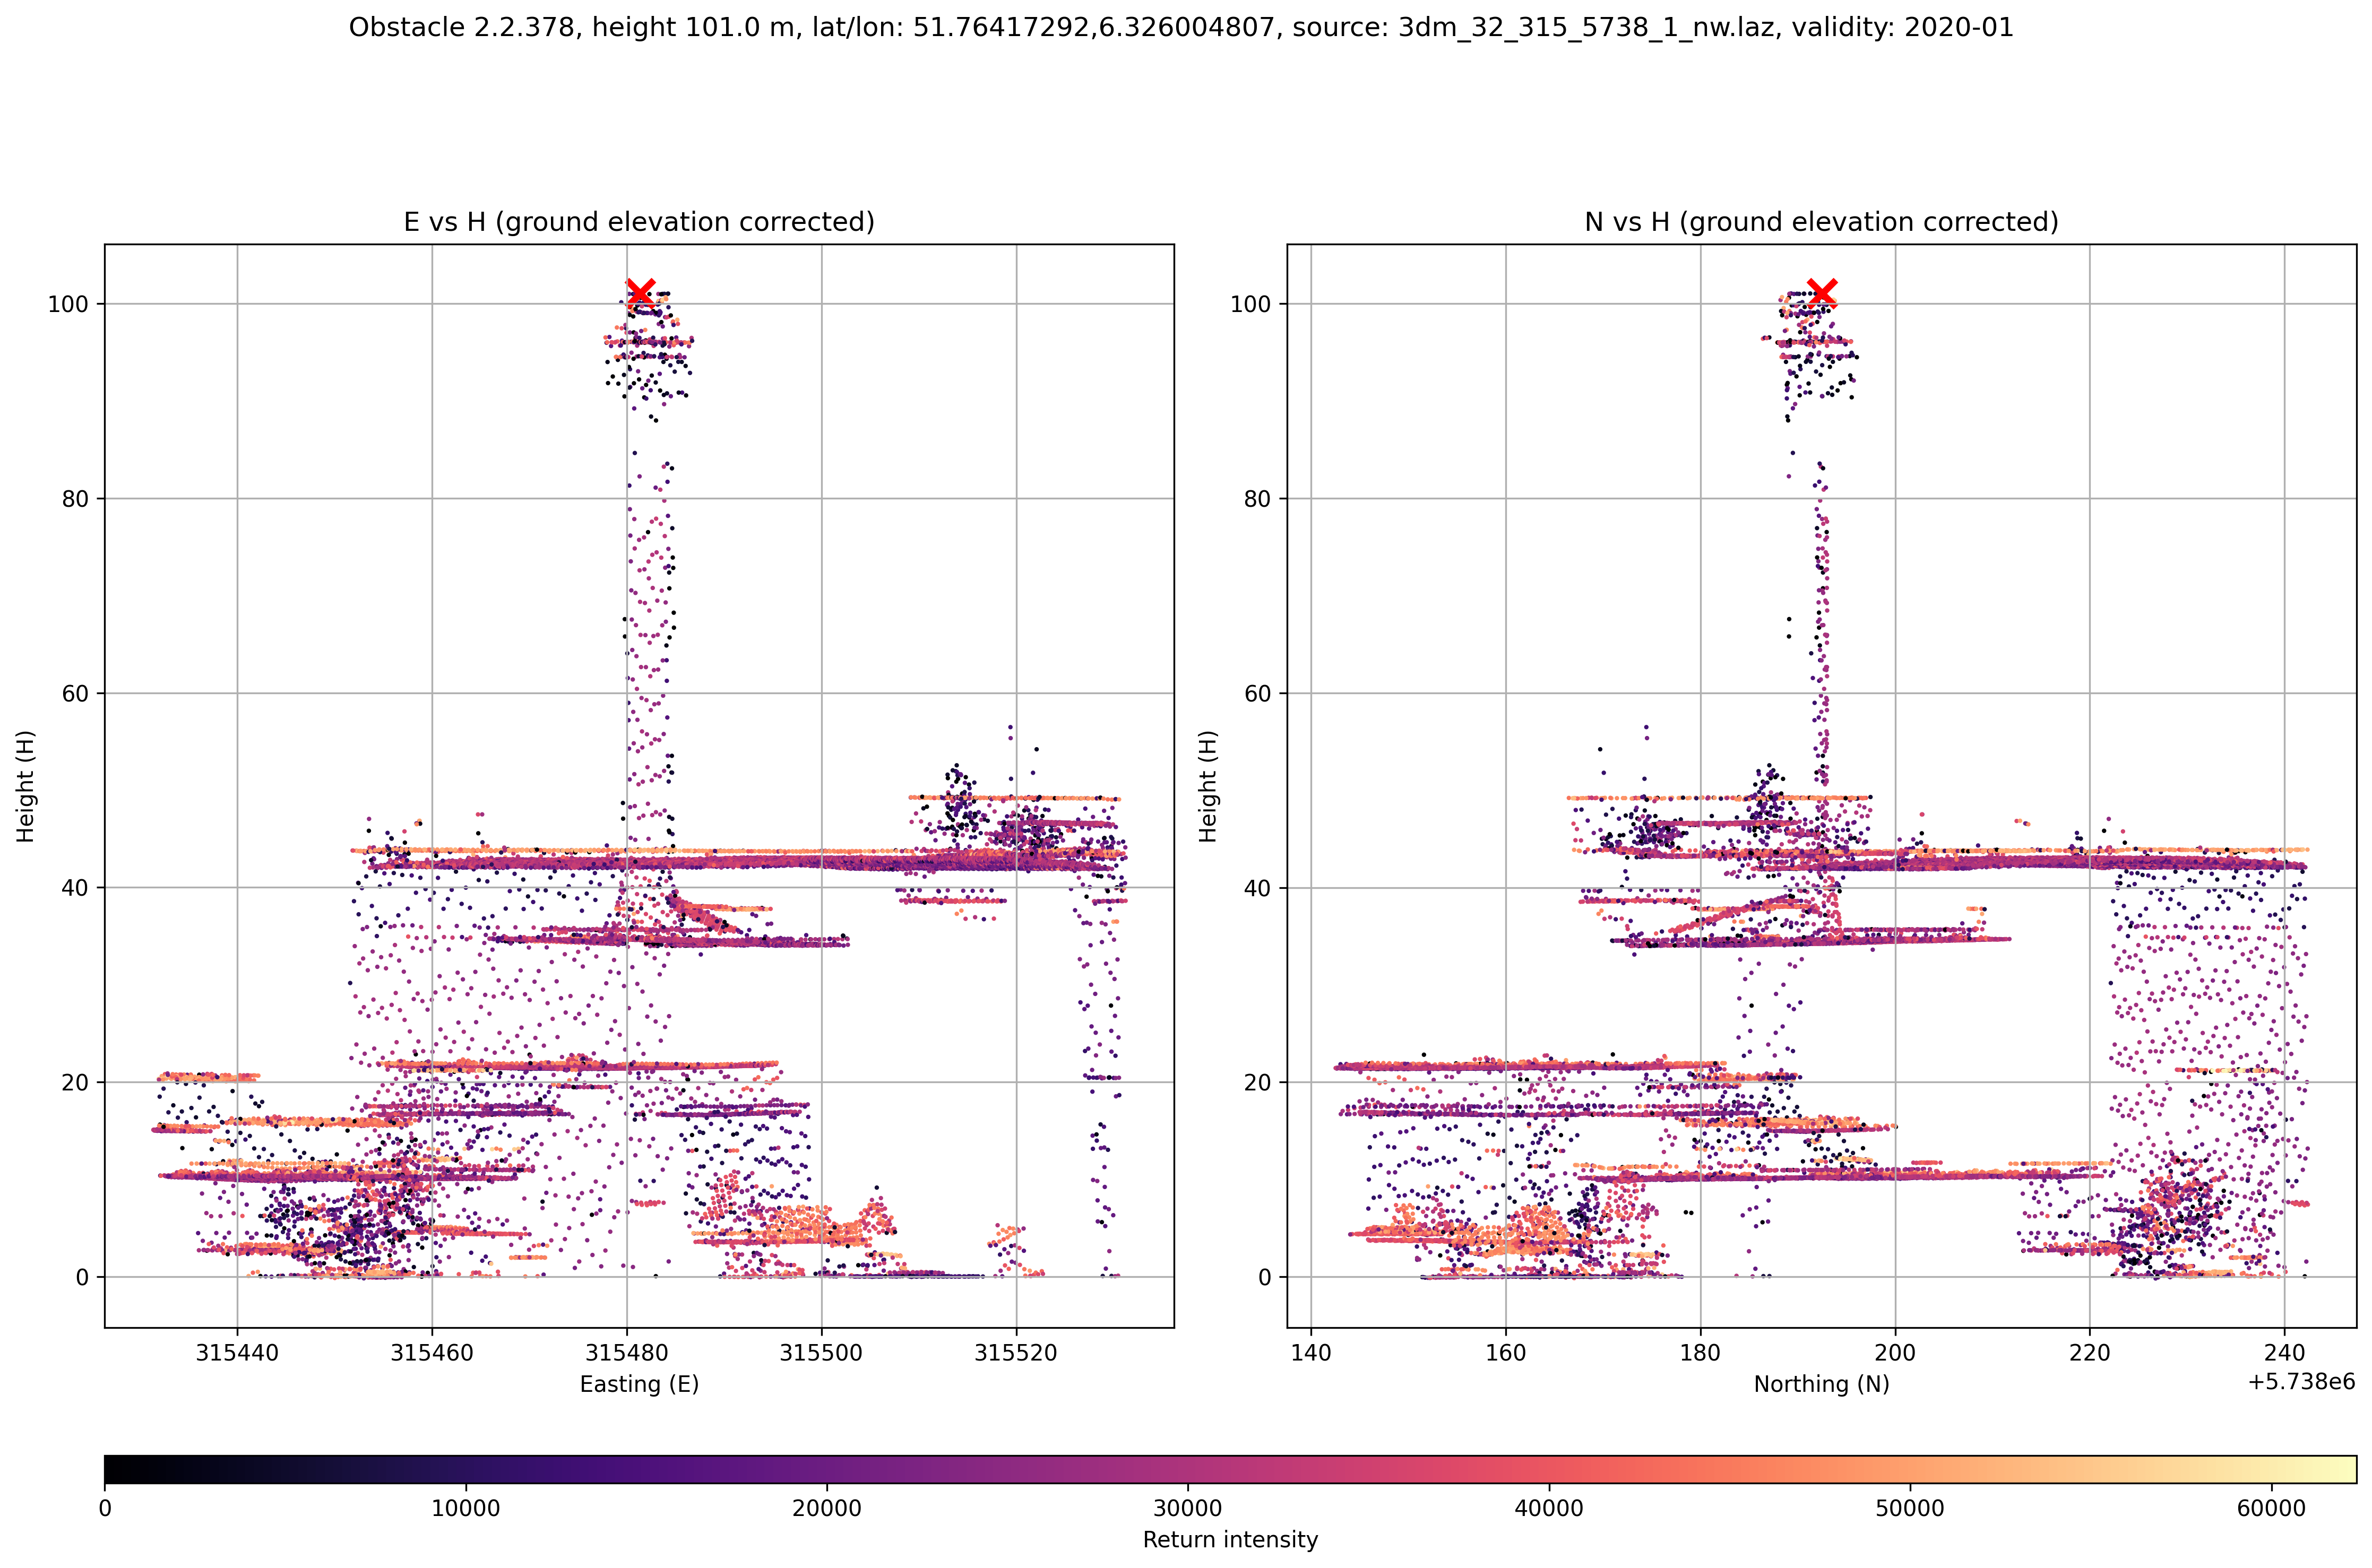 Obstacle 2.2.378, height 101.0 m, lat/lon: 51.76417292,6.326004807, source: 3dm_32_315_5738_1_nw.laz, validity: 2020-01
E vs H (ground elevation corrected)
100
80
60
40
20
0
Height (H)
315440 315460 315480 315500 315520
Easting (E)
N vs H (ground elevation corrected)
100
80
60
40
20
0
Height (H)
140 160 180 200 220 240
+5.738e6
Northing (N)
0 10000 20000 30000 40000 50000 60000
Return intensity